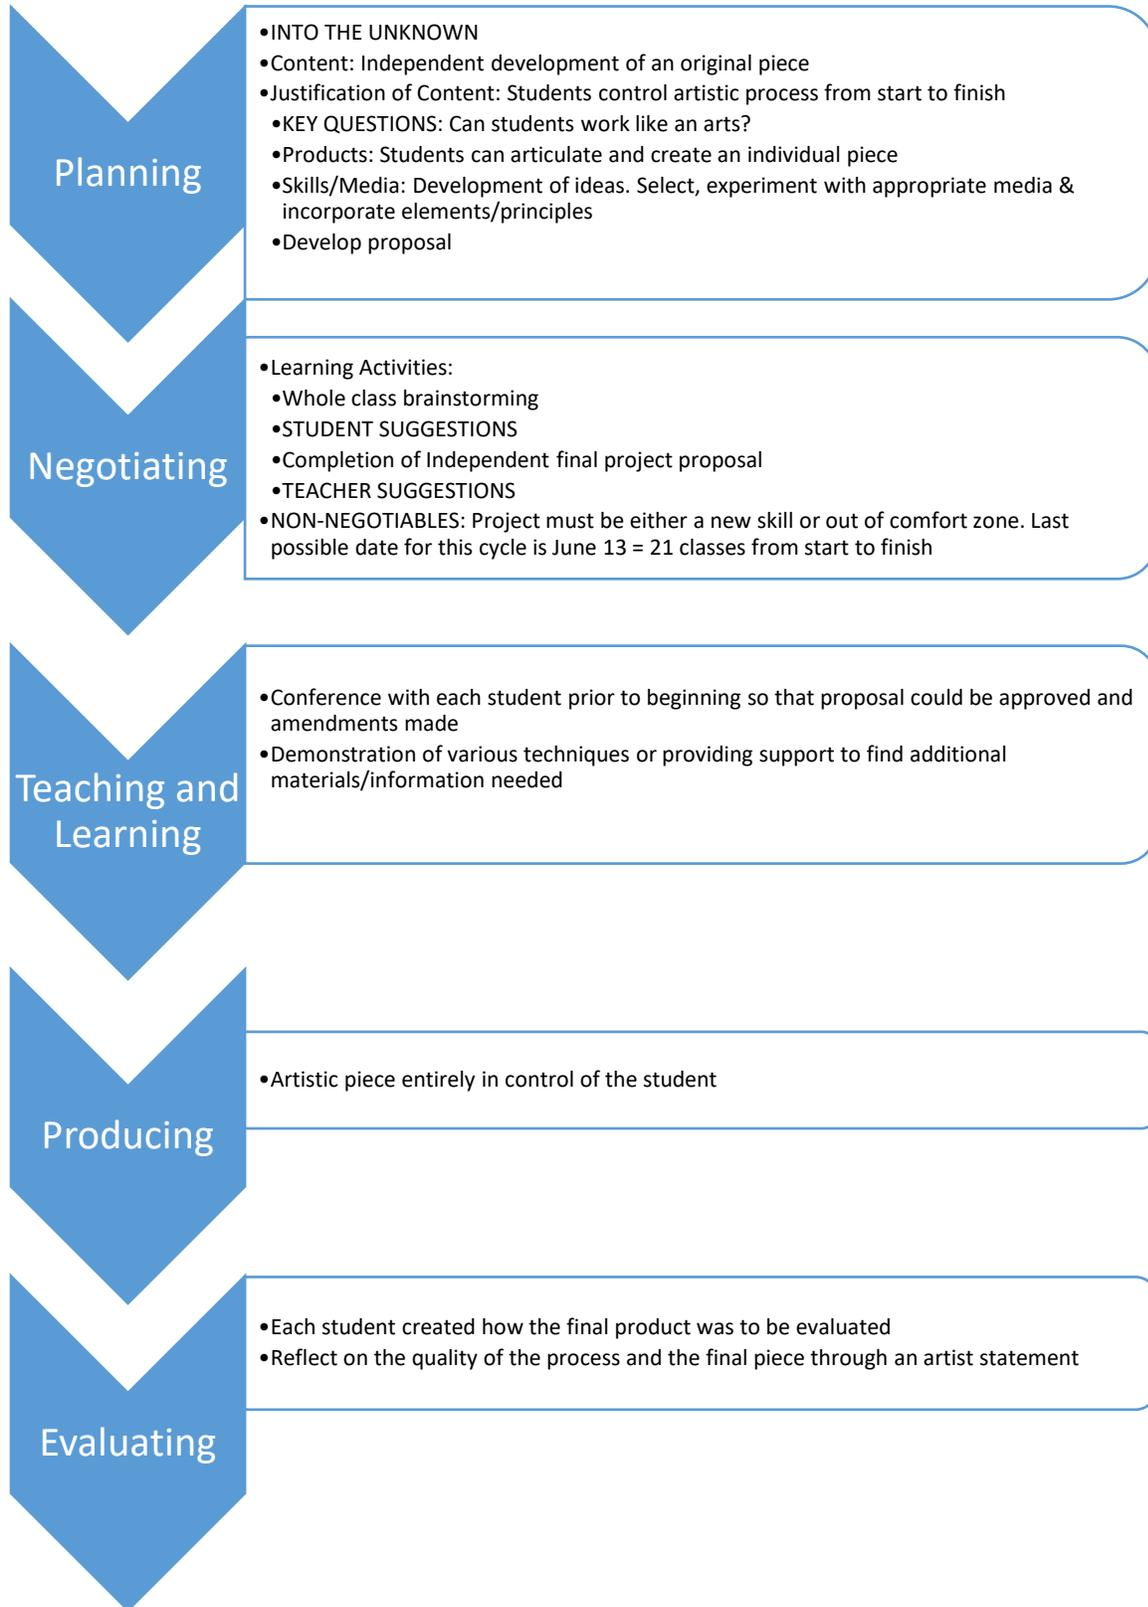 Planning
•INTO THE UNKNOWN
•Content: Independent development of an original piece
•Justification of Content: Students control artistic process from start to finish
•KEY QUESTIONS: Can students work like an arts?
•Products: Students can articulate and create an individual piece
•Skills/Media: Development of ideas. Select, experiment with appropriate media &
incorporate elements/principles
•Develop proposal
Negotiating
•Learning Activities:
•Whole class brainstorming
•STUDENT SUGGESTIONS
•Completion of Independent final project proposal
•TEACHER SUGGESTIONS
•NON-NEGOTIABLES: Project must be either a new skill or out of comfort zone. Last
possible date for this cycle is June 13 = 21 classes from start to finish
Teaching and
Learning
•Conference with each student prior to beginning so that proposal could be approved and
amendments made
•Demonstration of various techniques or providing support to find additional
materials/information needed
Producing
•Artistic piece entirely in control of the student
Evaluating
•Each student created how the final product was to be evaluated
•Reflect on the quality of the process and the final piece through an artist statement